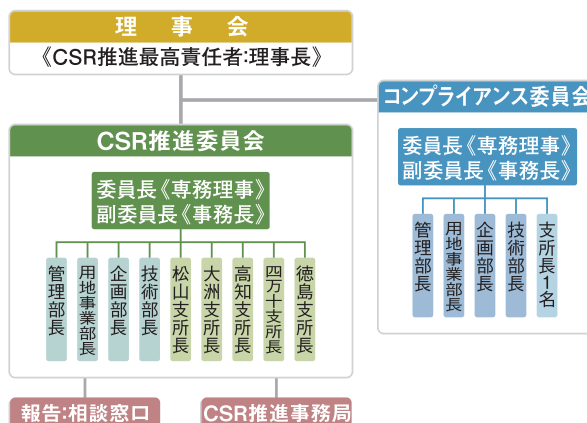 理事会
《CSR推進最高責任者:理事長》
コンプライアンス委員会
委員長《専務理事》
副委員長《事務長》
管理部長
用地事業部長
企画部長
技術部長
支所長1名
CSR推進委員会
委員長《専務理事》
副委員長《事務長》
管理部長
用地事業部長
企画部長
技術部長
松山支所長
大洲支所長
高知支所長
四万十支所長
徳島支所長
報告:相談窓口
CSR推進事務局